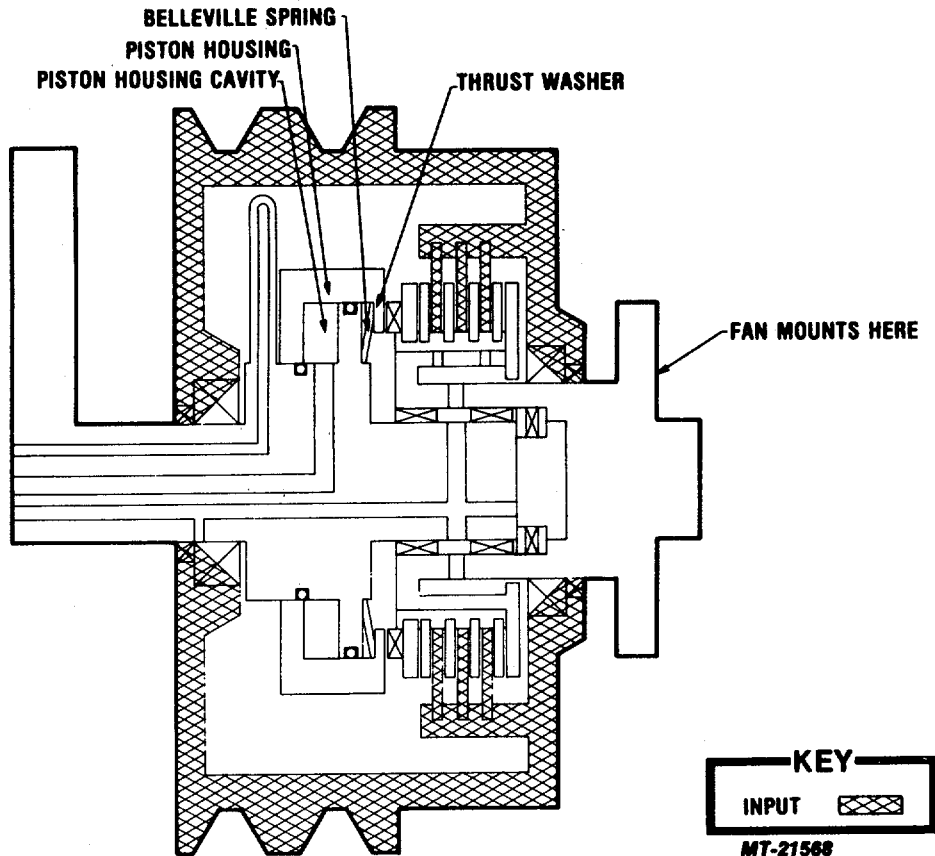 BELLEVILLE SPRING
PISTON HOUSING
PISTON HOUSING CAVITY
THRUST WASHER
FAN MOUNTS HERE
KEY
INPUT
MT-21568